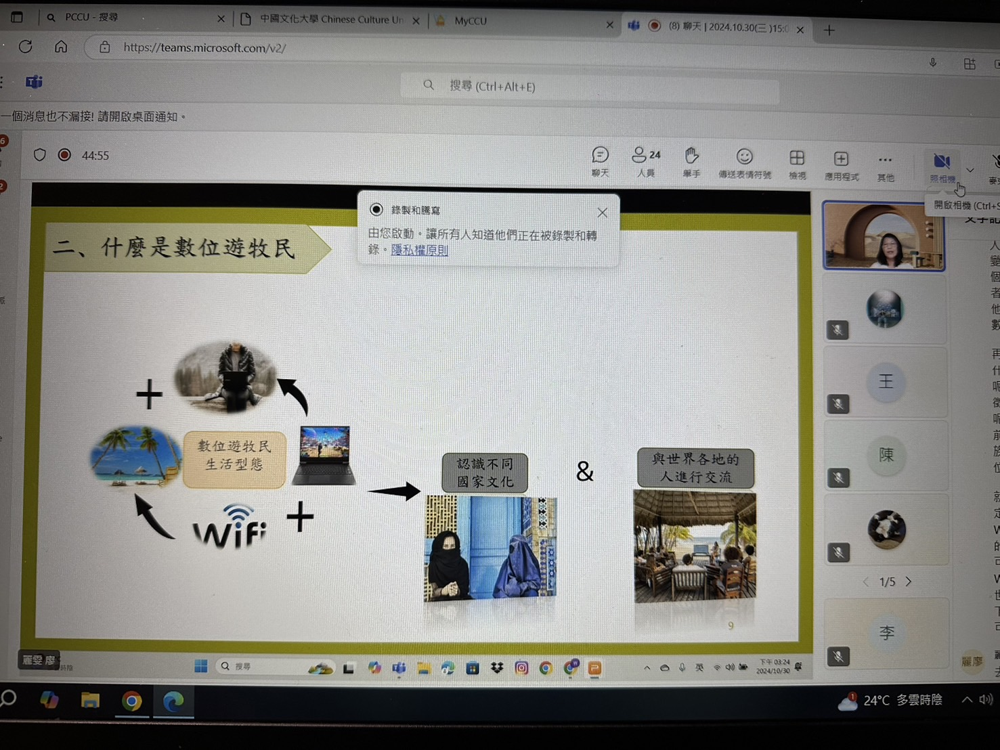 PCCU - 搜尋
中國文化大學 Chinese Culture Un
MyCCU
(8) 聊天 | 2024.10.30(三)15:0
https://teams.microsoft.com/v2/
搜尋 (Ctrl+Alt+E)
一個消息也不漏接! 請開啟桌面通知。
44:55
聊天
24
人員
舉手
傳送表情符號
檢視
應用程式
其他
照相機
開啟相機 (Ctrl+S
錄製和騰寫
由您啟動。讓所有人知道他們正在被錄製和轉
錄。隱私權原則
二、什麼是數位遊牧民
數位遊牧民
生活型態
WiFi
認識不同
國家文化
&
與世界各地的
人進行交流
9
王
陳
1/5
李
麗雯 廖
麗廖
搜尋
英
下午 03:24
2024/10/30
24°C 多雲時陰